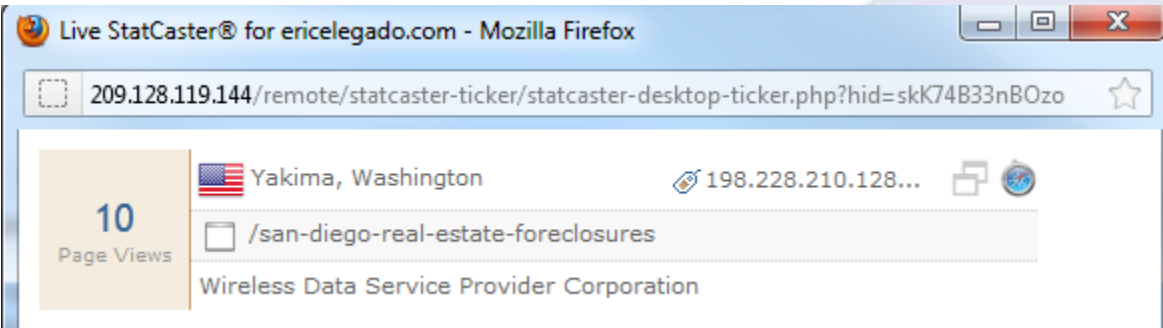 Live StatCaster® for ericelegado.com - Mozilla Firefox
209.128.119.144/remote/statcaster-ticker/statcaster-desktop-ticker.php?hid=skK74B33nBOzo
Yakima, Washington 198.228.210.128...
10
/san-diego-real-estate-foreclosures
Page Views
Wireless Data Service Provider Corporation